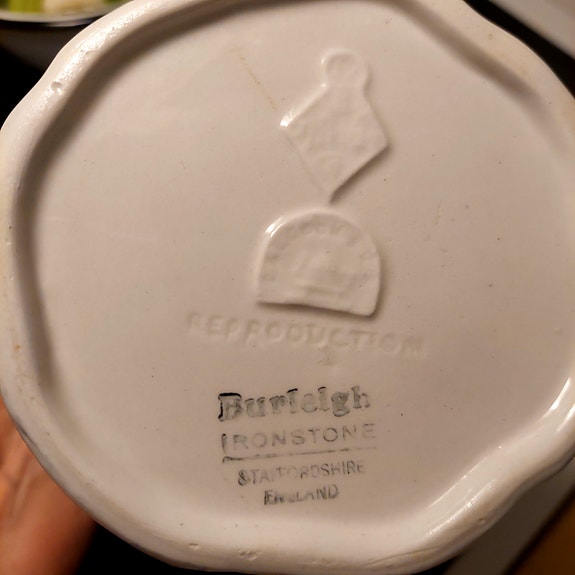 REPRODUCTION
Burleigh
IRONSTONE
STAFFORDSHIRE
ENGLAND